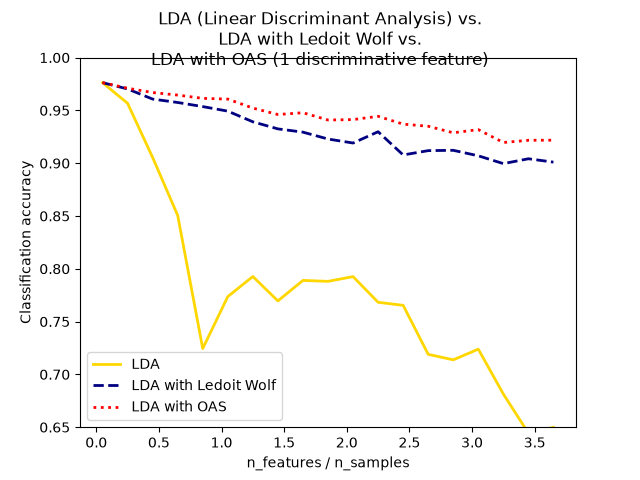 LDA (Linear Discriminant Analysis) vs.
LDA with Ledoit Wolf vs.
LDA with OAS (1 discriminative feature)
1.00
0.95
0.90
0.85
0.80
0.75
0.70
0.65
Classification accuracy
LDA
LDA with Ledoit Wolf
LDA with OAS
0.0 0.5 1.0 1.5 2.0 2.5 3.0 3.5
n_features / n_samples